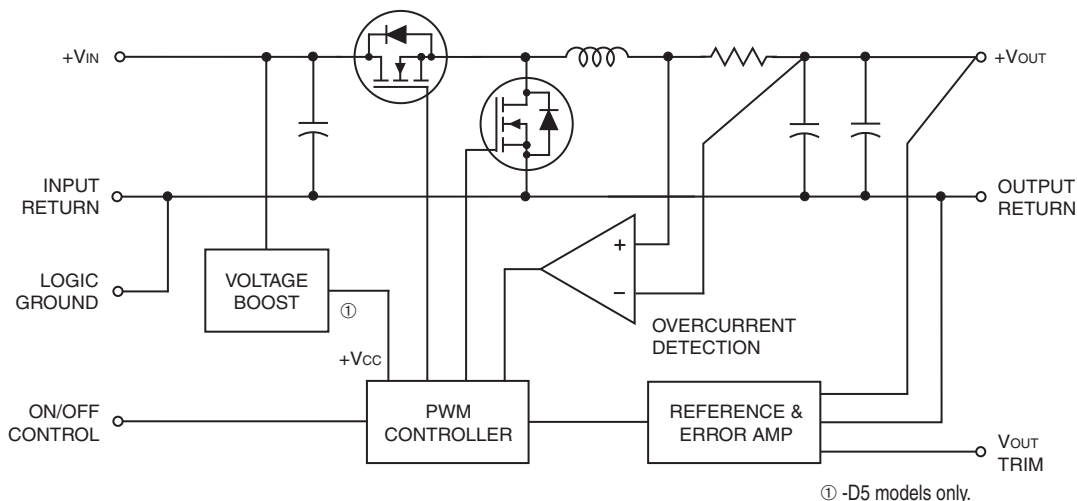 +VIN
+VOUT
INPUT
RETURN
OUTPUT
RETURN
LOGIC
GROUND
VOLTAGE
BOOST
①
+
−
OVERCURRENT
DETECTION
+VCC
ON/OFF
CONTROL
PWM
CONTROLLER
REFERENCE &
ERROR AMP
VOUT
TRIM
① -D5 models only.